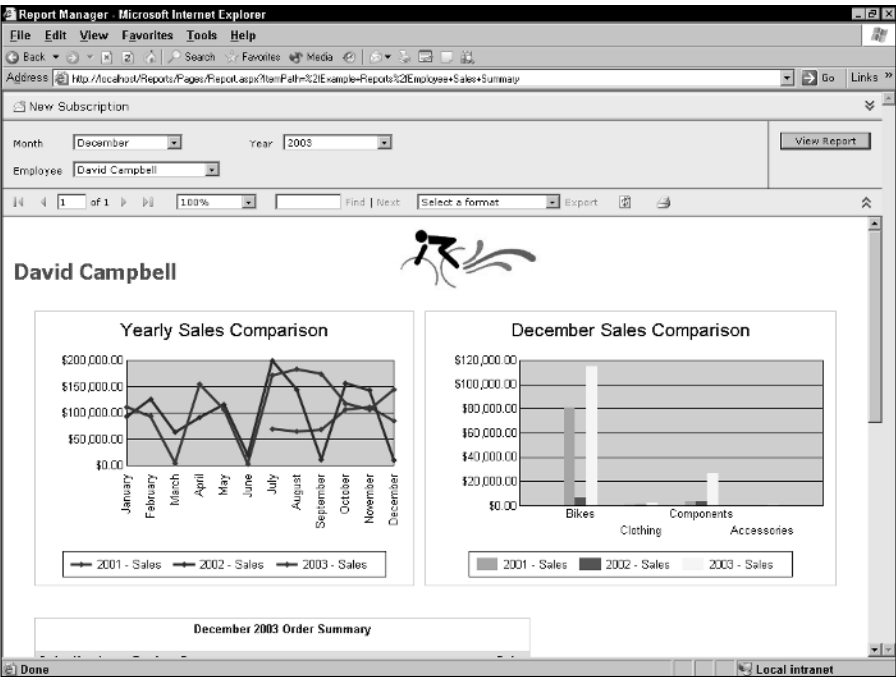 Report Manager - Microsoft Internet Explorer
File Edit View Favorites Tools Help
Back Search Favorites Media
Address http://localhost/Reports/Pages/Report.aspx?ItemPath=%2fExample+Reports%2fEmployee+Sales+Summary Go Links »
New Subscription
Month December Year 2003 View Report
Employee David Campbell
1 of 1 100% Find | Next Select a format Export
David Campbell
Yearly Sales Comparison
$200,000.00
$150,000.00
$100,000.00
$50,000.00
$0.00
January
February
March
April
May
June
July
August
September
October
November
December
2001 - Sales 2002 - Sales 2003 - Sales
December Sales Comparison
$120,000.00
$100,000.00
$80,000.00
$60,000.00
$40,000.00
$20,000.00
$0.00
Bikes
Clothing
Components
Accessories
2001 - Sales 2002 - Sales 2003 - Sales
December 2003 Order Summary
Done Local intranet